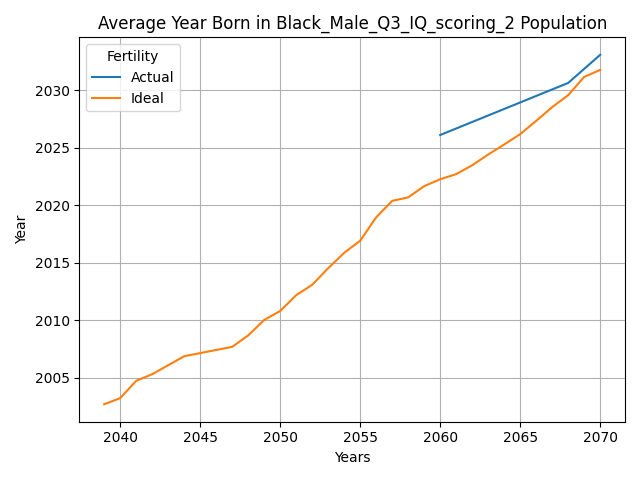 Average Year Born in Black_Male_Q3_IQ_scoring_2 Population
Fertility
Actual
Ideal
Year
2030
2025
2020
2015
2010
2005
2040 2045 2050 2055 2060 2065 2070
Years